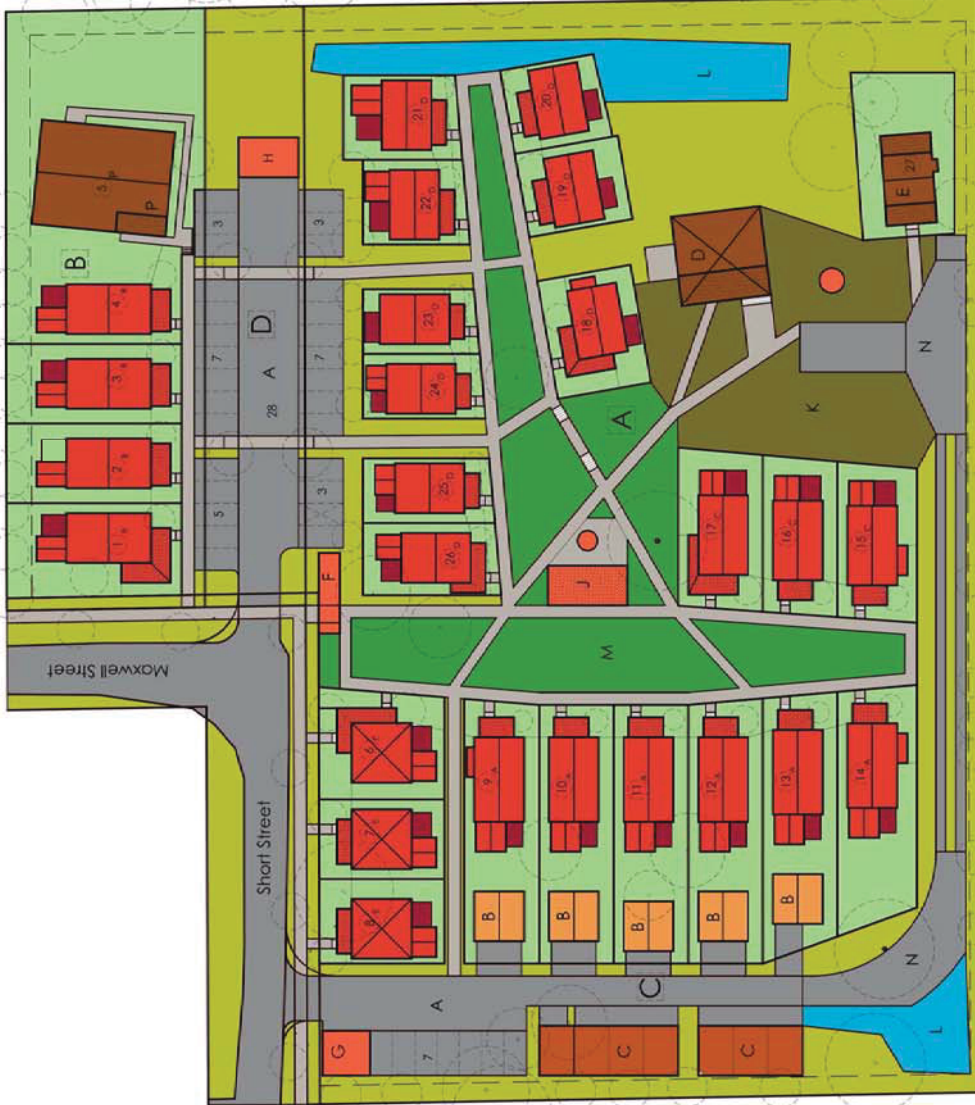 L
21 D
20 D
5 B
P
H
27
E
22 D
19 D
3
3
B
D
4 B
7
D
7
23 D
18 D
3 B
A
28
24 D
A
K
N
2 B
5
3
25 D
17 C
16 C
15 C
1 B
26 D
F
J
Maxwell Street
M
Short Street
6 E
7 E
8 E
9 A
10 A
11 A
12 A
13 A
14 A
B
B
B
B
B
A
C
N
G
7
C
C
L